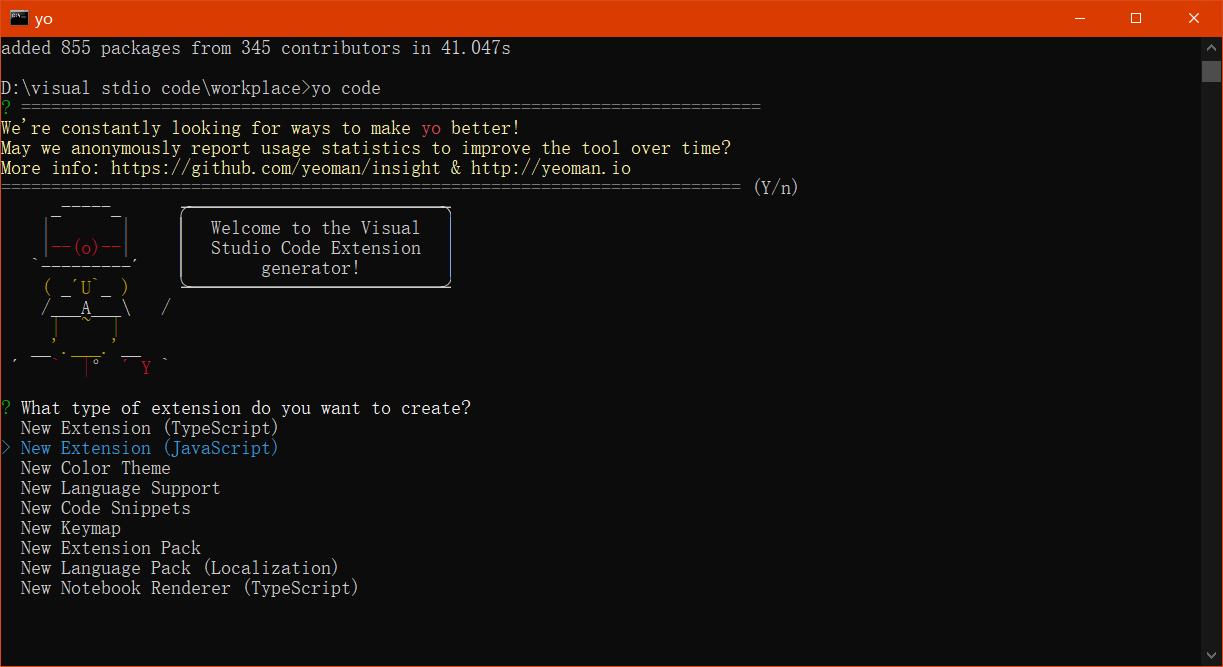 yo
added 855 packages from 345 contributors in 41.047s
D:\visual stdio code\workplace>yo code
? ==========================================================================
We're constantly looking for ways to make yo better!
May we anonymously report usage statistics to improve the tool over time?
More info: https://github.com/yeoman/insight & http://yeoman.io
========================================================================== (Y/n)
Welcome to the Visual
Studio Code Extension
generator!
? What type of extension do you want to create?
New Extension (TypeScript)
> New Extension (JavaScript)
New Color Theme
New Language Support
New Code Snippets
New Keymap
New Extension Pack
New Language Pack (Localization)
New Notebook Renderer (TypeScript)